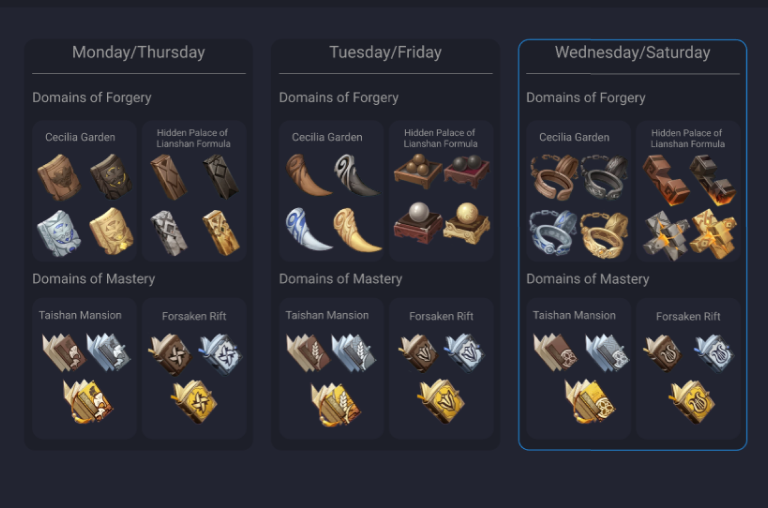 Monday/Thursday
Domains of Forgery
Cecilia Garden
Hidden Palace of
Lianshan Formula
Domains of Mastery
Taishan Mansion
Forsaken Rift
Tuesday/Friday
Domains of Forgery
Cecilia Garden
Hidden Palace of
Lianshan Formula
Domains of Mastery
Taishan Mansion
Forsaken Rift
Wednesday/Saturday
Domains of Forgery
Cecilia Garden
Hidden Palace of
Lianshan Formula
Domains of Mastery
Taishan Mansion
Forsaken Rift